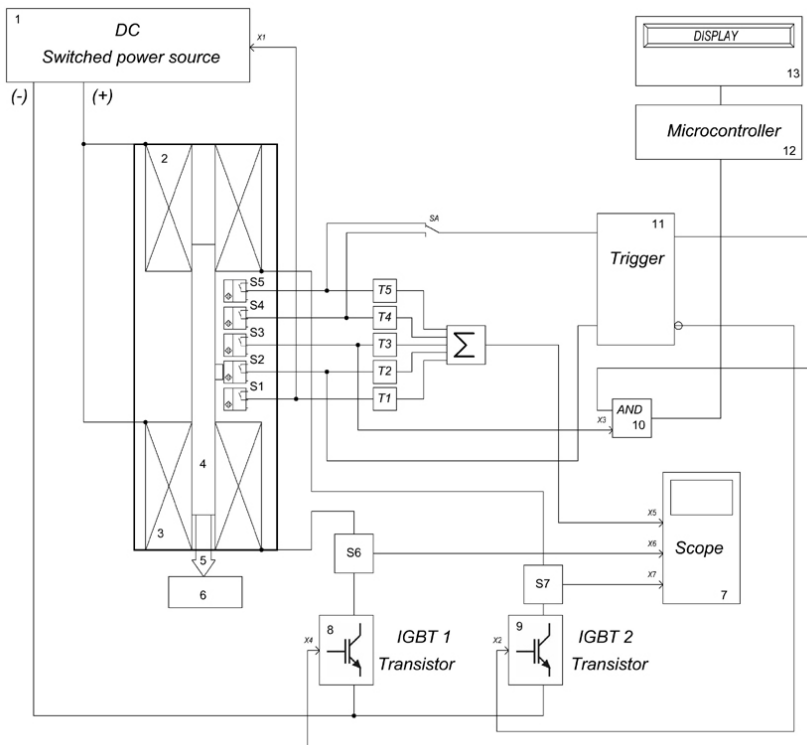 1
DC
Switched power source
X1
(-)
(+)
DISPLAY
13
Microcontroller
12
2
SA
11
Trigger
S5
S4
S3
S2
S1
T5
T4
T3
T2
T1
Σ
AND
10
X3
4
3
5
6
S6
S7
X5
X6
X7
Scope
7
8
X4
IGBT 1
Transistor
9
X2
IGBT 2
Transistor